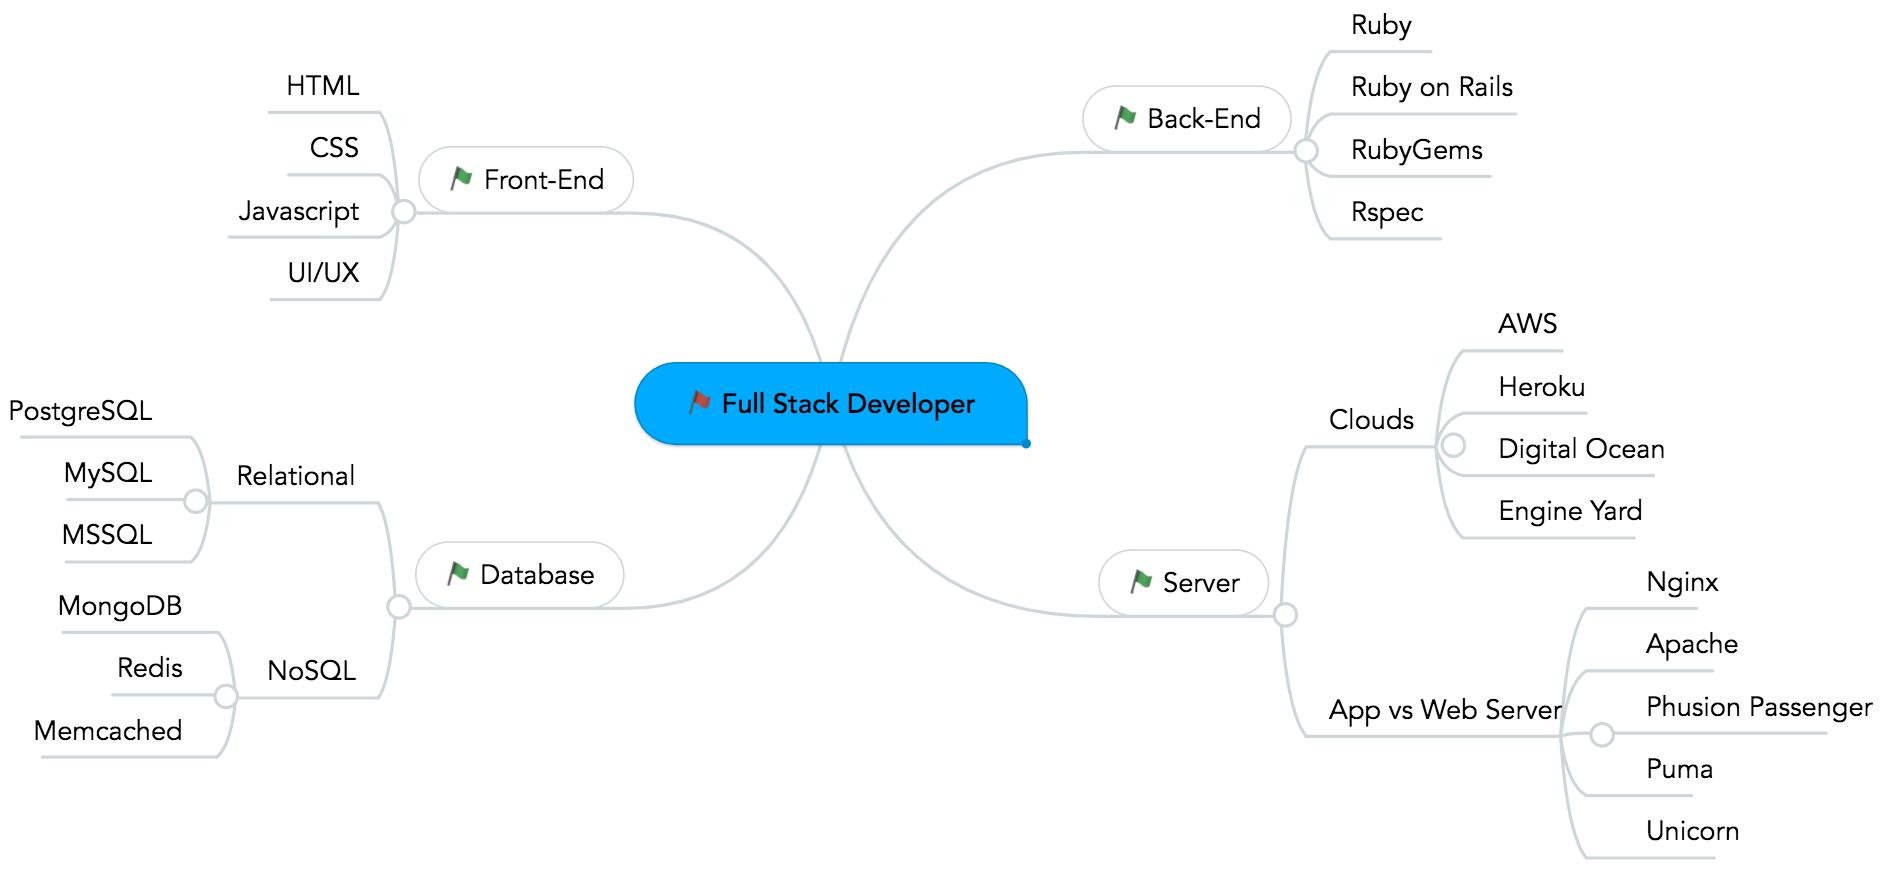 Full Stack Developer
Front-End
HTML
CSS
Javascript
UI/UX
Back-End
Ruby
Ruby on Rails
RubyGems
Rspec
Database
Relational
PostgreSQL
MySQL
MSSQL
NoSQL
MongoDB
Redis
Memcached
Server
Clouds
AWS
Heroku
Digital Ocean
Engine Yard
App vs Web Server
Nginx
Apache
Phusion Passenger
Puma
Unicorn